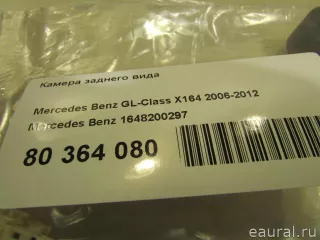 Камера заднего вида
Mercedes Benz GL-Class X164 2006-2012
Mercedes Benz 1648200297
80 364 080
eaural.ru